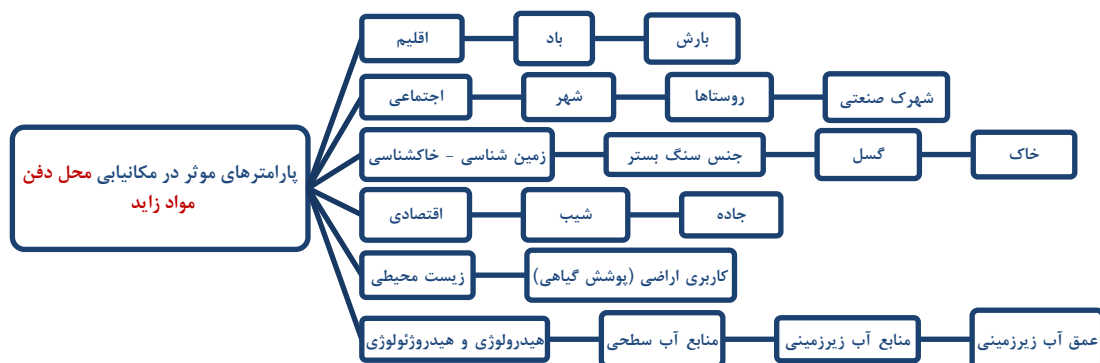 پارامترهای موثر در مکانیابی محل دفن
مواد زاید
اقلیم
باد
بارش
اجتماعی
شهر
روستاها
شهرک صنعتی
زمین شناسی - خاکشناسی
جنس سنگ بستر
گسل
خاک
اقتصادی
شیب
جاده
زیست محیطی
کاربری اراضی (پوشش گیاهی)
هیدرولوژی و هیدروژئولوژی
منابع آب سطحی
منابع آب زیرزمینی
عمق آب زیرزمینی